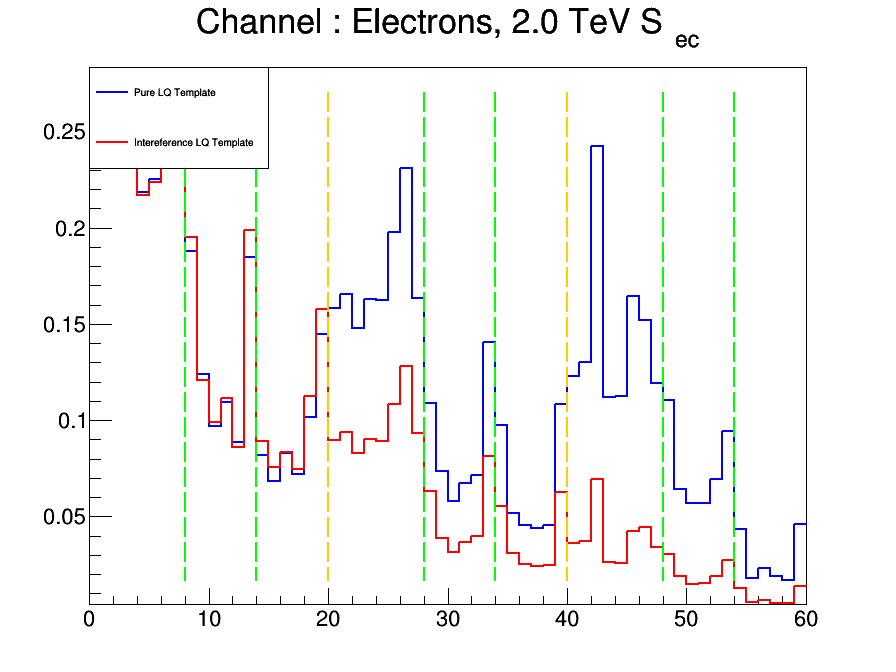 Channel : Electrons, 2.0 TeV S ec
Pure LQ Template
Intereference LQ Template
0.25
0.2
0.15
0.1
0.05
0 10 20 30 40 50 60